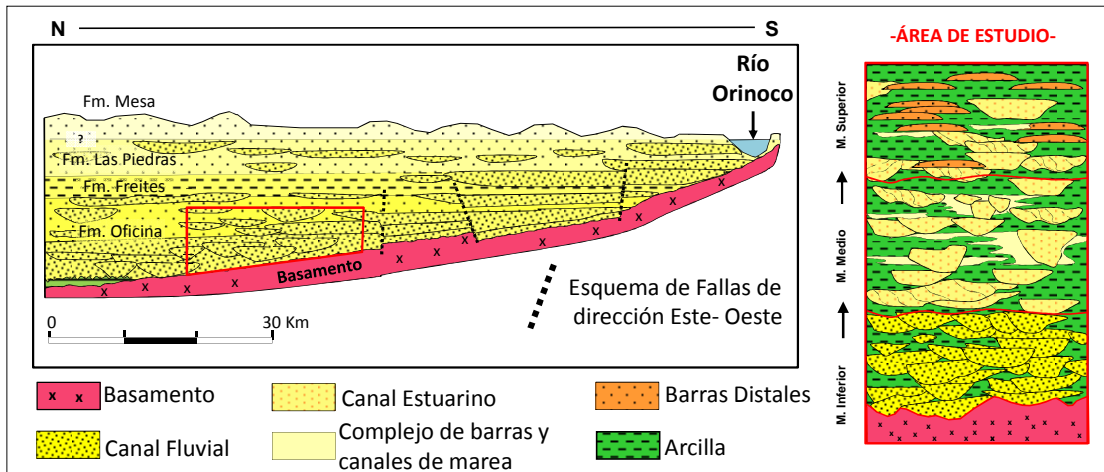 N
S
-ÁREA DE ESTUDIO-
Río
Orinoco
Fm. Mesa
?
Fm. Las Piedras
Fm. Freites
Fm. Oficina
Basamento
0
30 Km
Esquema de Fallas de
dirección Este- Oeste
M. Superior
M. Medio
M. Inferior
Basamento
Canal Estuarino
Barras Distales
Canal Fluvial
Complejo de barras y
canales de marea
Arcilla